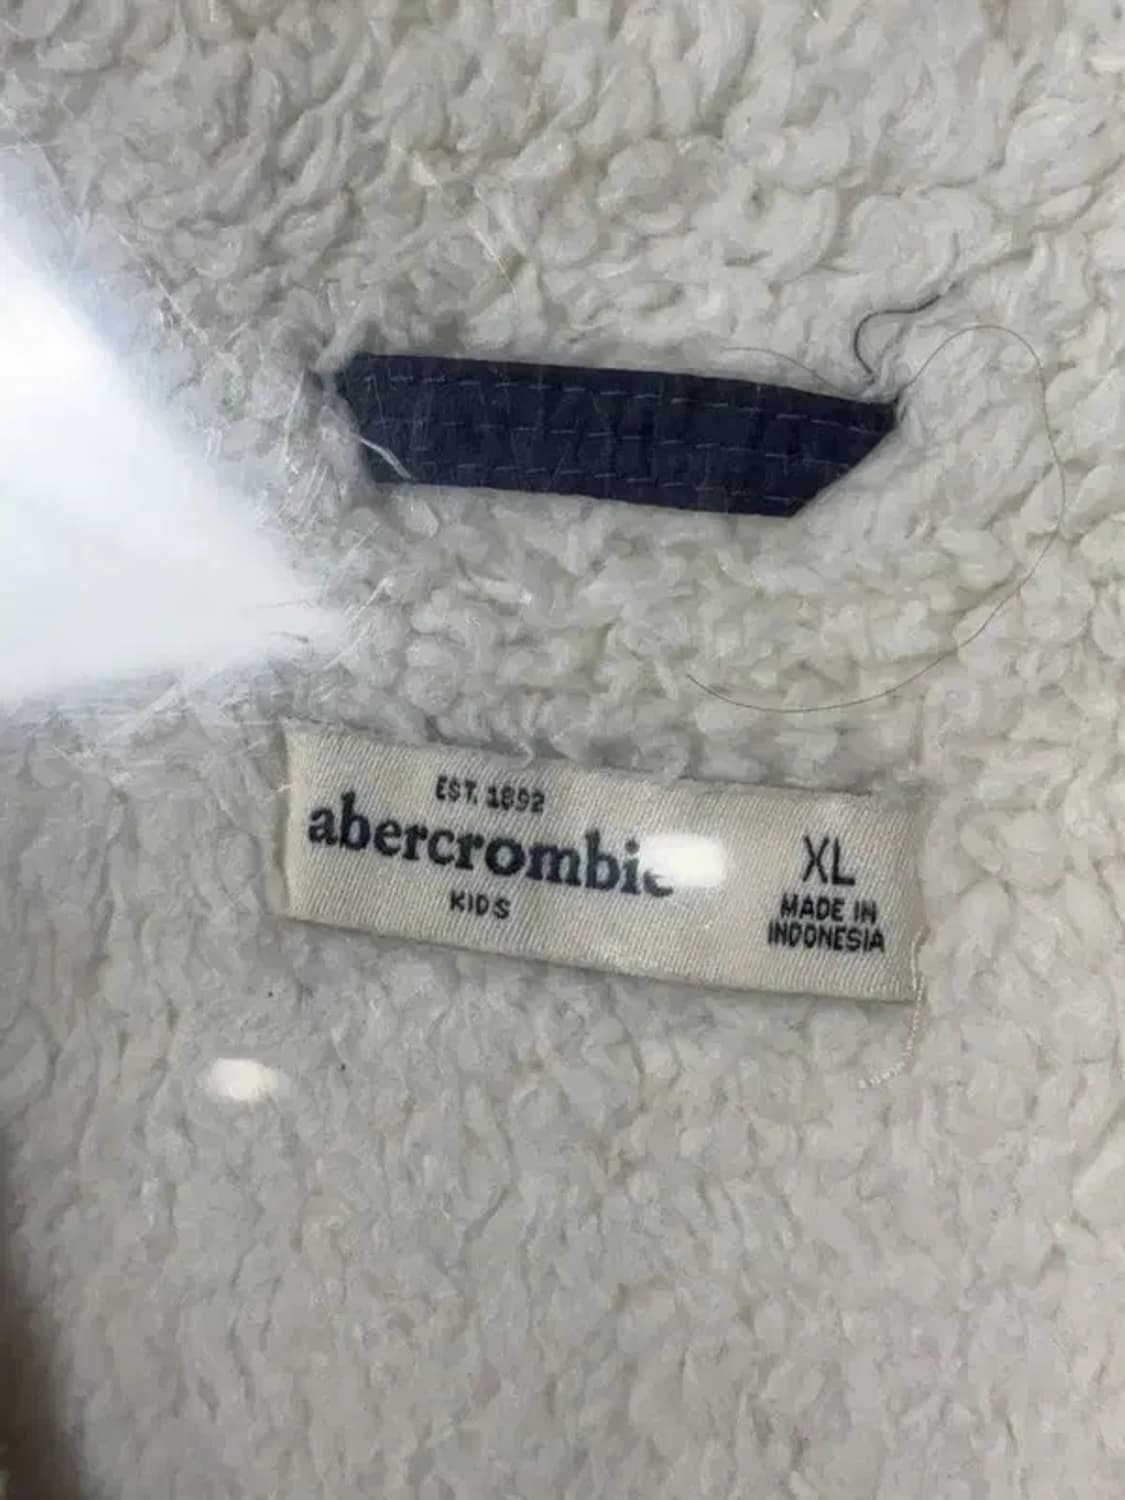 EST. 1892
abercrombie
KIDS
XL
MADE IN
INDONESIA